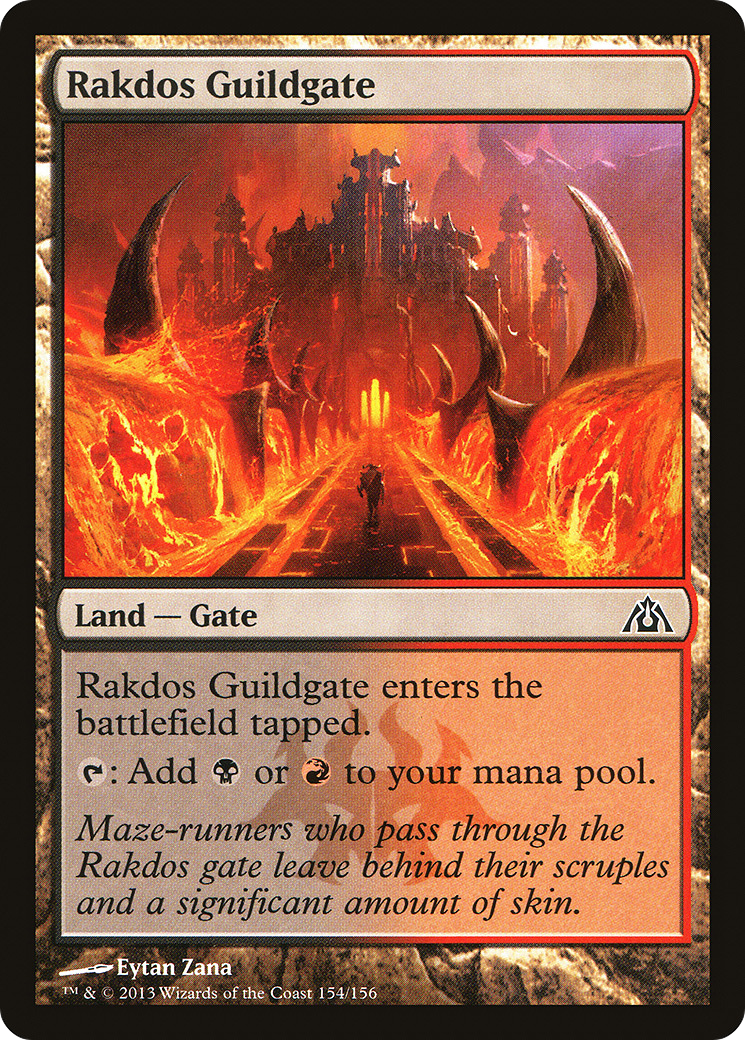 Rakdos Guildgate
Land — Gate
Rakdos Guildgate enters the
battlefield tapped.
: Add or to your mana pool.
Maze-runners who pass through the
Rakdos gate leave behind their scruples
and a significant amount of skin.
Eytan Zana
™ & © 2013 Wizards of the Coast 154/156